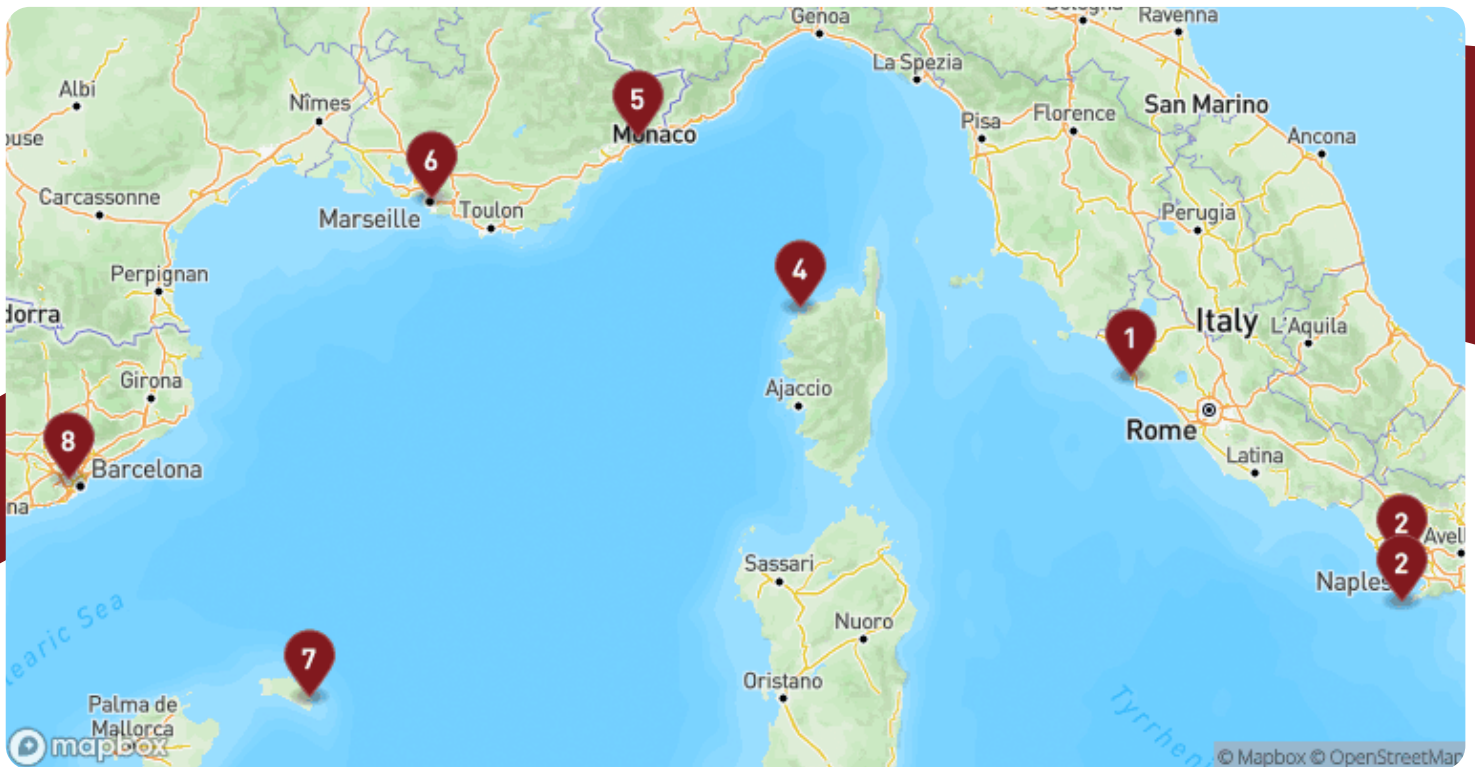 Genoa
Bologna
Ravenna
La Spezia
Albi
Nîmes
5
Monaco
Pisa
Florence
San Marino
Ancona
ouse
6
Carcassonne
Marseille
Toulon
Perugia
Perpignan
4
dorra
1
Italy
L'Aquila
Girona
Ajaccio
8
Barcelona
Rome
Latina
na
2
Avell
2
Naples
Sassari
learic Sea
Nuoro
7
Oristano
Palma de
Mallorca
Tyrrheni
mapbox
© Mapbox © OpenStreetMap